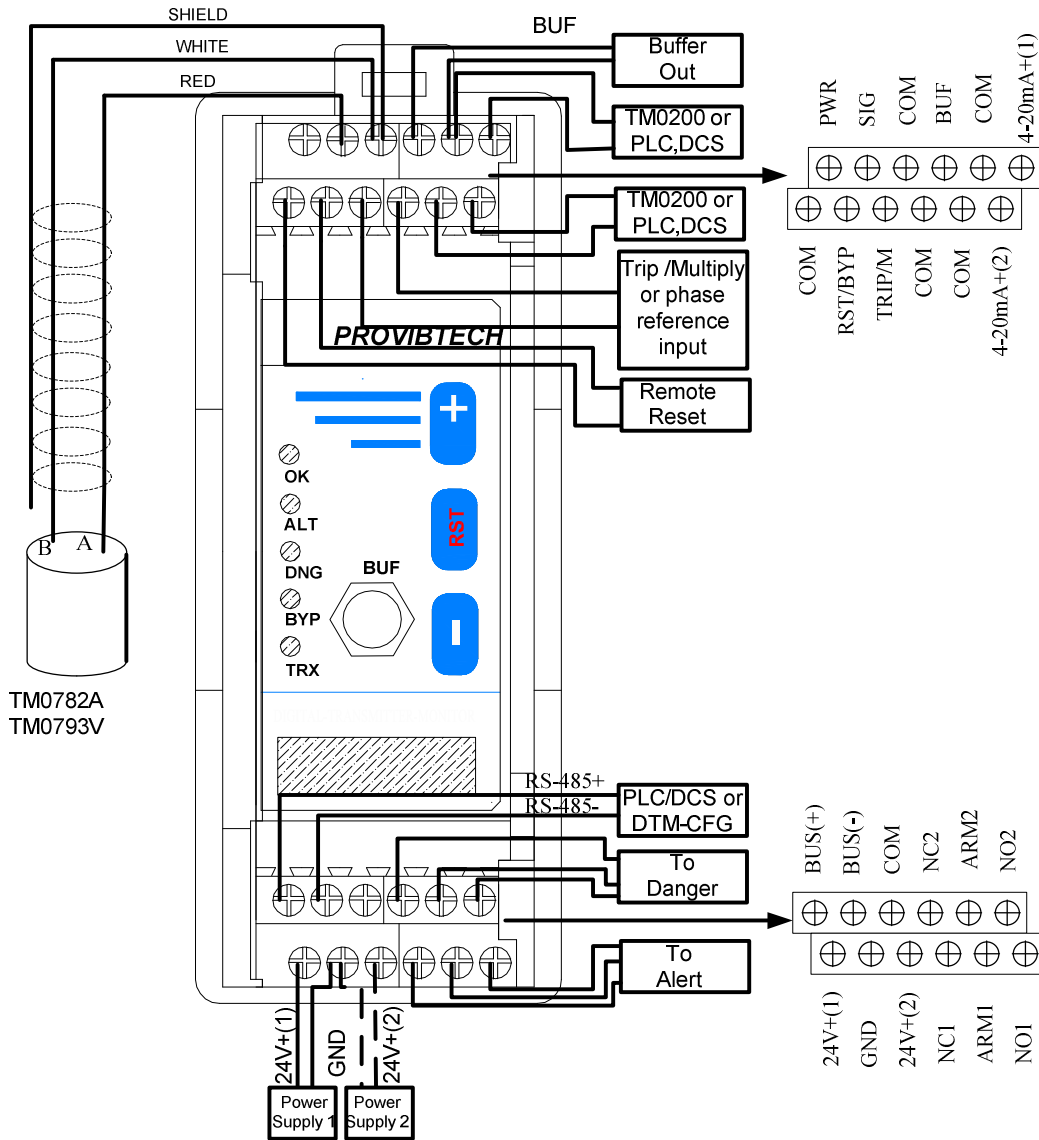 SHIELD
WHITE
RED
BUF
Buffer
Out
TM0200 or
PLC,DCS
TM0200 or
PLC,DCS
Trip /Multiply
or phase
reference
input
Remote
Reset
PWR
SIG
COM
BUF
COM
4-20mA+(1)
COM
RST/BYP
TRIP/M
COM
COM
4-20mA+(2)
PROVIBTECH
+
OK
ALT
DNG
BYP
TRX
BUF
RST
-
B
A
TM0782A
TM0793V
RS-485+
RS-485-
PLC/DCS or
DTM-CFG
To
Danger
To
Alert
BUS(+)
BUS(-)
COM
NC2
ARM2
NO2
24V+(1)
GND
24V+(2)
NC1
ARM1
NO1
24V+(1)
GND
24V+(2)
Power
Supply 1
Power
Supply 2